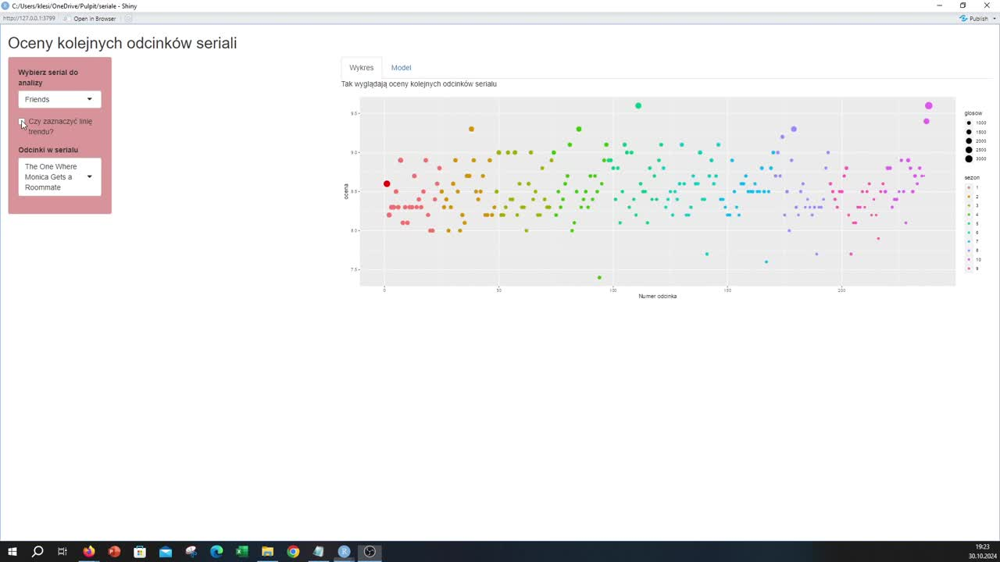 C:/Users/klesi/OneDrive/Pulpit/seriale - Shiny
http://127.0.0.1:3799
Open in Browser
Publish
Oceny kolejnych odcinków seriali
Wybierz serial do
analizy
Friends
Czy zaznaczyć linię
trendu?
Odcinki w serialu
The One Where
Monica Gets a
Roommate
Wykres
Model
Tak wyglądają oceny kolejnych odcinków serialu
ocena
9.5
9.0
8.5
8.0
7.5
0
50
100
150
200
Numer odcinka
glosow
1000
1500
2000
2500
3000
sezon
1
2
3
4
5
6
7
8
10
9
19:23
30.10.2024